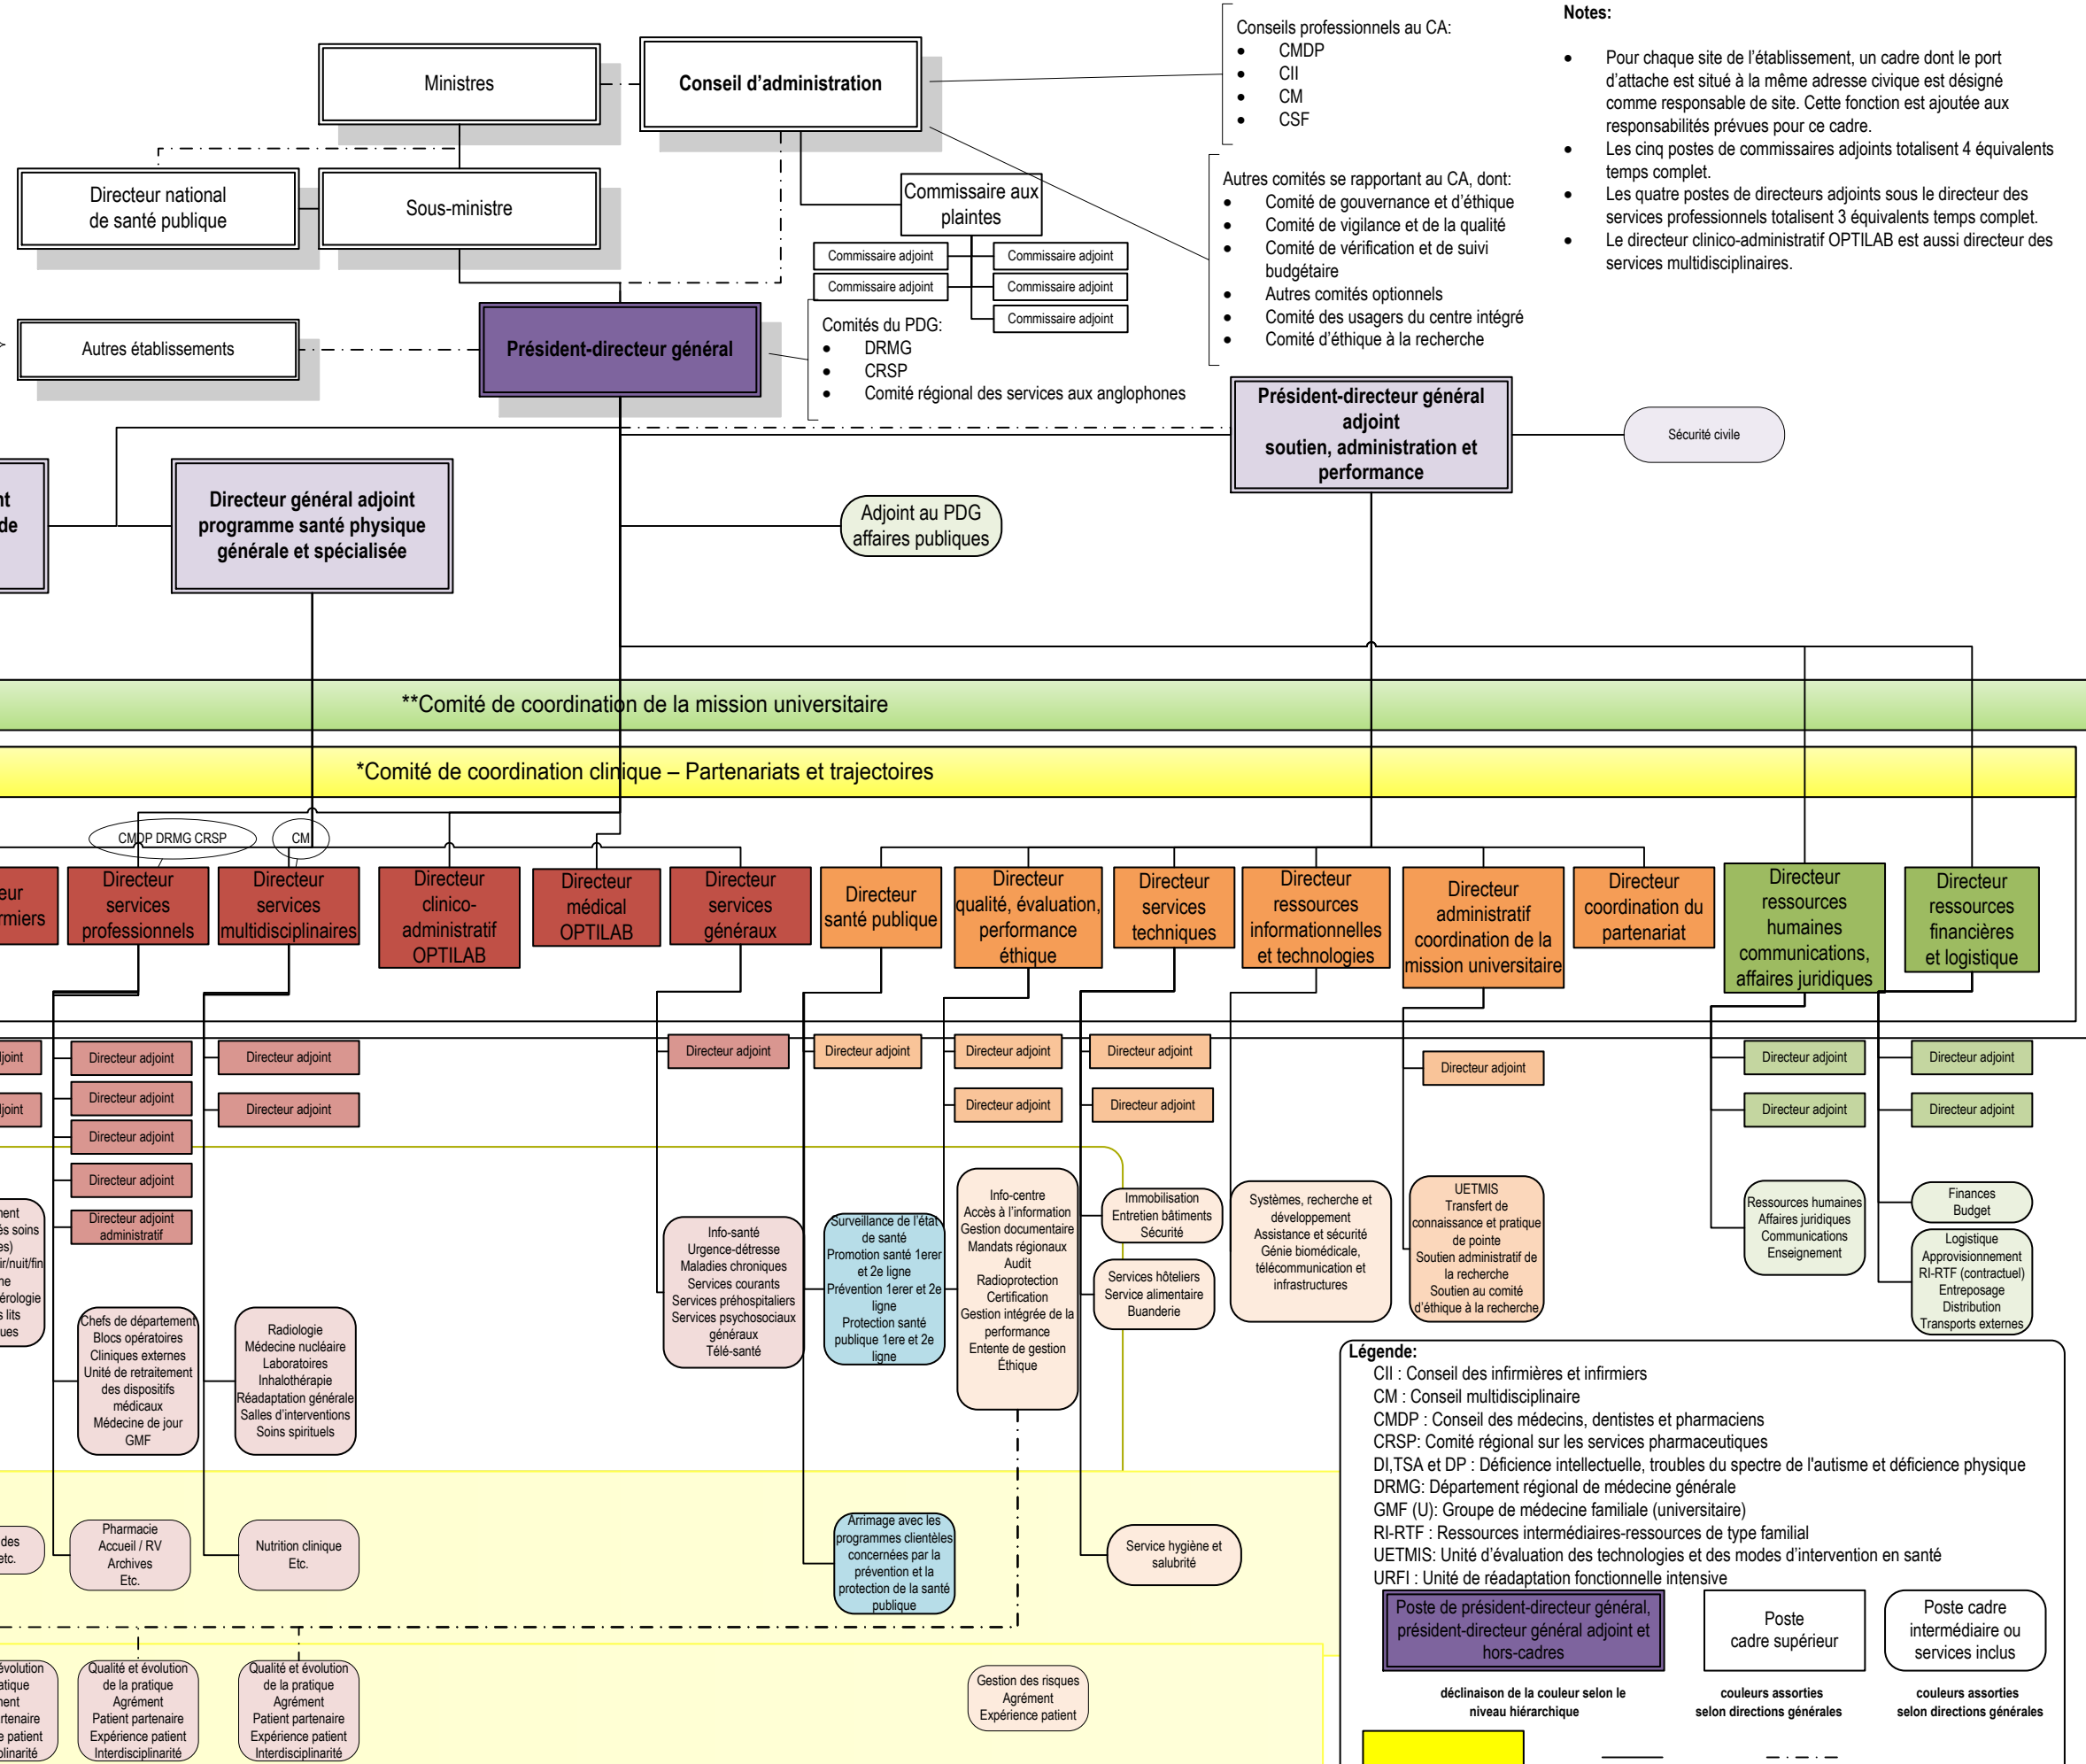 Ministres
Conseil d’administration
Conseils professionnels au CA:
• CMDP
• CII
• CM
• CSF
Notes:
• Pour chaque site de l’établissement, un cadre dont le port
d’attache est situé à la même adresse civique est désigné
comme responsable de site. Cette fonction est ajoutée aux
responsabilités prévues pour ce cadre.
• Les cinq postes de commissaires adjoints totalisent 4 équivalents
temps complet.
• Les quatre postes de directeurs adjoints sous le directeur des
services professionnels totalisent 3 équivalents temps complet.
• Le directeur clinico-administratif OPTILAB est aussi directeur des
services multidisciplinaires.
Directeur national
de santé publique
Sous-ministre
Commissaire aux
plaintes
Commissaire adjoint
Commissaire adjoint
Commissaire adjoint
Commissaire adjoint
Commissaire adjoint
Autres comités se rapportant au CA, dont:
• Comité de gouvernance et d’éthique
• Comité de vigilance et de la qualité
• Comité de vérification et de suivi
budgétaire
• Autres comités optionnels
• Comité des usagers du centre intégré
• Comité d’éthique à la recherche
Autres établissements
Président-directeur général
Comités du PDG:
• DRMG
• CRSP
• Comité régional des services aux anglophones
Président-directeur général
adjoint
soutien, administration et
performance
Sécurité civile
nt
de
Directeur général adjoint
programme santé physique
générale et spécialisée
Adjoint au PDG
affaires publiques
**Comité de coordination de la mission universitaire
*Comité de coordination clinique – Partenariats et trajectoires
CMDP DRMG CRSP
CM
eur
rmiers
Directeur
services
professionnels
Directeur
services
multidisciplinaires
Directeur
clinico-
administratif
OPTILAB
Directeur
médical
OPTILAB
Directeur
services
généraux
Directeur
santé publique
Directeur
qualité, évaluation,
performance
éthique
Directeur
services
techniques
Directeur
ressources
informationnelles
et technologies
Directeur
administratif
coordination de la
mission universitaire
Directeur
coordination du
partenariat
Directeur
ressources
humaines
communications,
affaires juridiques
Directeur
ressources
financières
et logistique
djoint
djoint
Directeur adjoint
Directeur adjoint
Directeur adjoint
Directeur adjoint
Directeur adjoint
administratif
Directeur adjoint
Directeur adjoint
Directeur adjoint
Directeur adjoint
Directeur adjoint
Directeur adjoint
Directeur adjoint
Directeur adjoint
Directeur adjoint
Directeur adjoint
Directeur adjoint
Directeur adjoint
Directeur adjoint
ment
és soins
es)
ir/nuit/fin
ne
érologie
s lits
ues
Chefs de département
Blocs opératoires
Cliniques externes
Unité de retraitement
des dispositifs
médicaux
Médecine de jour
GMF
Radiologie
Médecine nucléaire
Laboratoires
Inhalothérapie
Réadaptation générale
Salles d’interventions
Soins spirituels
Info-santé
Urgence-détresse
Maladies chroniques
Services courants
Services préhospitaliers
Services psychosociaux
généraux
Télé-santé
Surveillance de l’état
de santé
Promotion santé 1erer
et 2e ligne
Prévention 1erer et 2e
ligne
Protection santé
publique 1ere et 2e
ligne
Info-centre
Accès à l’information
Gestion documentaire
Mandats régionaux
Audit
Radioprotection
Certification
Gestion intégrée de la
performance
Entente de gestion
Éthique
Immobilisation
Entretien bâtiments
Sécurité
Services hôteliers
Service alimentaire
Buanderie
Systèmes, recherche et
développement
Assistance et sécurité
Génie biomédicale,
télécommunication et
infrastructures
UETMIS
Transfert de
connaissance et pratique
de pointe
Soutien administratif de
la recherche
Soutien au comité
d’éthique à la recherche
Ressources humaines
Affaires juridiques
Communications
Enseignement
Finances
Budget
Logistique
Approvisionnement
RI-RTF (contractuel)
Entreposage
Distribution
Transports externes
des
etc.
Pharmacie
Accueil / RV
Archives
Etc.
Nutrition clinique
Etc.
Arrimage avec les
programmes clientèles
concernées par la
prévention et la
protection de la santé
publique
Service hygiène et
salubrité
évolution
atique
ment
rtenaire
e patient
plinarité
Qualité et évolution
de la pratique
Agrément
Patient partenaire
Expérience patient
Interdisciplinarité
Qualité et évolution
de la pratique
Agrément
Patient partenaire
Expérience patient
Interdisciplinarité
Gestion des risques
Agrément
Expérience patient
Légende:
CII : Conseil des infirmières et infirmiers
CM : Conseil multidisciplinaire
CMDP : Conseil des médecins, dentistes et pharmaciens
CRSP: Comité régional sur les services pharmaceutiques
DI,TSA et DP : Déficience intellectuelle, troubles du spectre de l'autisme et déficience physique
DRMG: Département régional de médecine générale
GMF (U): Groupe de médecine familiale (universitaire)
RI-RTF : Ressources intermédiaires-ressources de type familial
UETMIS: Unité d’évaluation des technologies et des modes d’intervention en santé
URFI : Unité de réadaptation fonctionnelle intensive
Poste de président-directeur général,
président-directeur général adjoint et
hors-cadres
Poste
cadre supérieur
Poste cadre
intermédiaire ou
services inclus
déclinaison de la couleur selon le
niveau hiérarchique
couleurs assorties
selon directions générales
couleurs assorties
selon directions générales